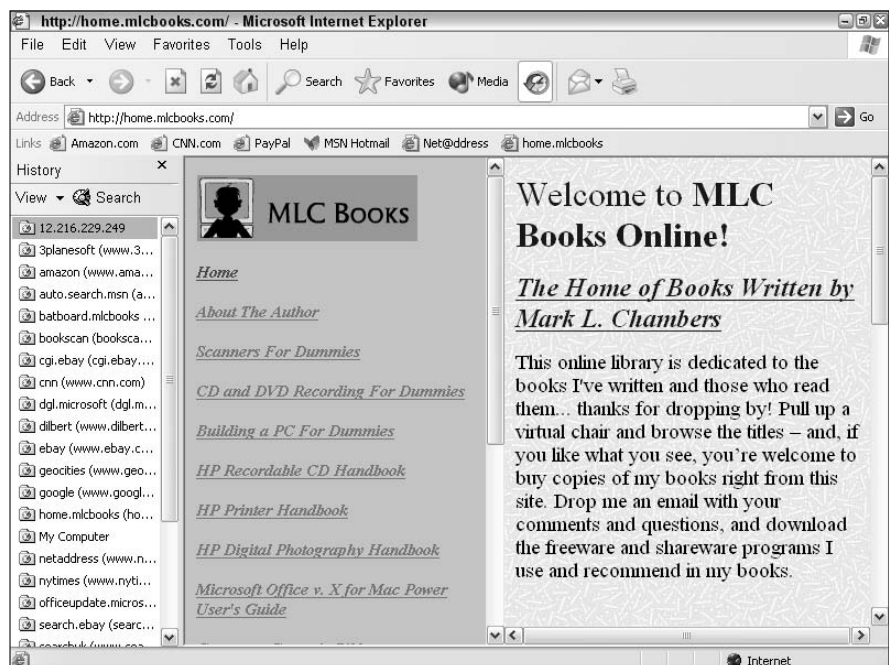 http://home.mlcbooks.com/ - Microsoft Internet Explorer
File Edit View Favorites Tools Help
Back Search Favorites Media
Address http://home.mlcbooks.com/ Go
Links Amazon.com CNN.com PayPal MSN Hotmail Net@ddress home.mlcbooks
History
View Search
12.216.229.249
3planesoft (www.3...
amazon (www.ama...
auto.search.msn (a...
batboard.mlcbooks ...
bookscan (booksca...
cgi.ebay (cgi.ebay....
cnn (www.cnn.com)
dgl.microsoft (dgl.m...
dilbert (www.dilbert...
ebay (www.ebay.c...
geocities (www.geo...
google (www.googl...
home.mlcbooks (ho...
My Computer
netaddress (www.n...
nytimes (www.nyti...
officeupdate.micros...
search.ebay (searc...
MLC BOOKS
Home
About The Author
Scanners For Dummies
CD and DVD Recording For Dummies
Building a PC For Dummies
HP Recordable CD Handbook
HP Printer Handbook
HP Digital Photography Handbook
Microsoft Office v. X for Mac Power
User's Guide
Welcome to MLC
Books Online!
The Home of Books Written by
Mark L. Chambers
This online library is dedicated to the
books I've written and those who read
them... thanks for dropping by! Pull up a
virtual chair and browse the titles – and, if
you like what you see, you're welcome to
buy copies of my books right from this
site. Drop me an email with your
comments and questions, and download
the freeware and shareware programs I
use and recommend in my books.
Internet